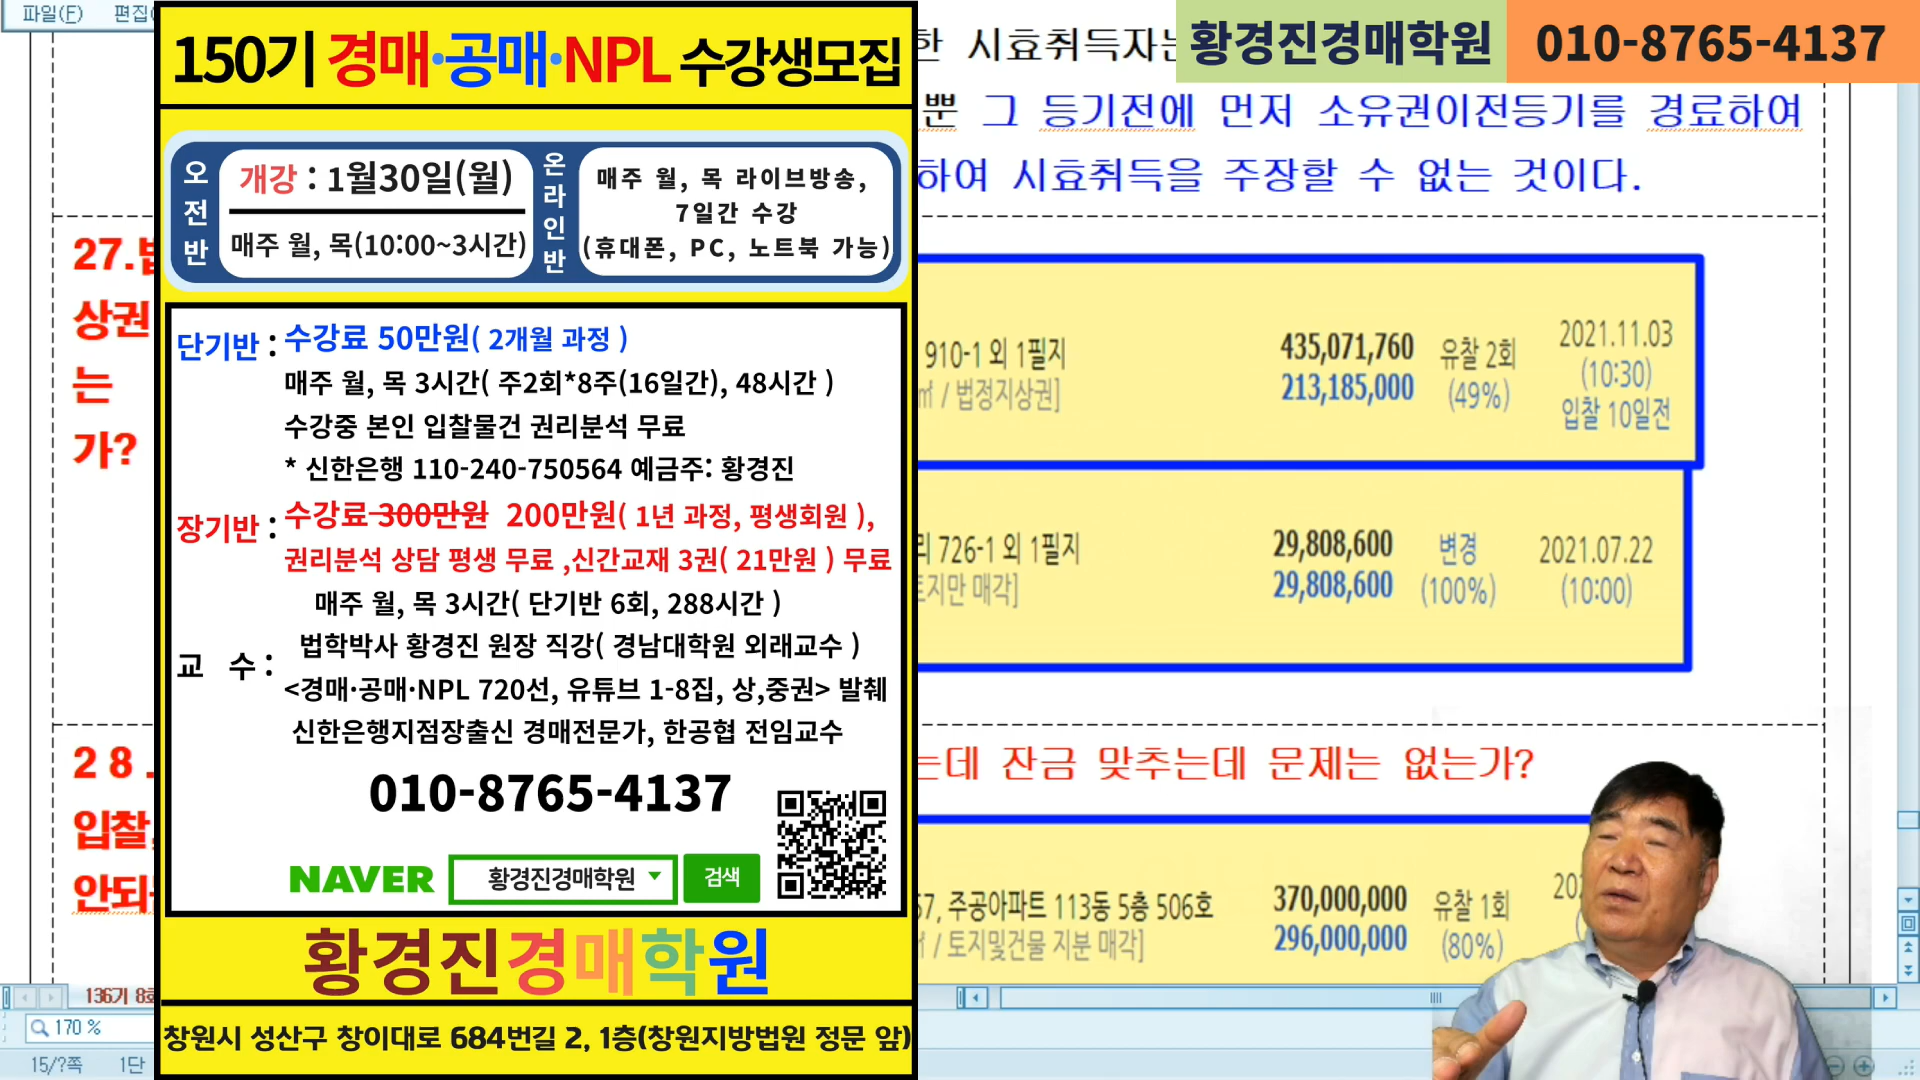 파일(F) 편집
황경진경매학원 010-8765-4137
한 시효취득자는
뿐 그 등기전에 먼저 소유권이전등기를 경료하여
하여 시효취득을 주장할 수 없는 것이다.
150기 경매·공매·NPL 수강생모집
오전반
개강 : 1월30일(월)
매주 월, 목(10:00~3시간)
온라인반
매주 월, 목 라이브방송,
7일간 수강
(휴대폰, PC, 노트북 가능)
단기반 : 수강료 50만원( 2개월 과정 )
매주 월, 목 3시간( 주2회*8주(16일간), 48시간 )
수강중 본인 입찰물건 권리분석 무료
* 신한은행 110-240-750564 예금주: 황경진
장기반 : 수강료 300만원 200만원( 1년 과정, 평생회원 ),
권리분석 상담 평생 무료 ,신간교재 3권( 21만원 ) 무료
매주 월, 목 3시간( 단기반 6회, 288시간 )
교 수 : 법학박사 황경진 원장 직강( 경남대학원 외래교수 )
<경매·공매·NPL 720선, 유튜브 1-8집, 상,중권> 발췌
신한은행지점장출신 경매전문가, 한공협 전임교수
010-8765-4137
NAVER 황경진경매학원 검색
황경진경매학원
창원시 성산구 창이대로 684번길 2, 1층(창원지방법원 정문 앞)
27.
상권
는
가?
910-1 외 1필지 435,071,760 유찰 2회 2021.11.03
㎡ / 법정지상권] 213,185,000 (49%) (10:30)
입찰 10일전
726-1 외 1필지 29,808,600 변경 2021.07.22
토지만 매각] 29,808,600 (100%) (10:00)
28.
입찰,
안되
는데 잔금 맞추는데 문제는 없는가?
57, 주공아파트 113동 5층 506호 370,000,000 유찰 1회
/ 토지및건물 지분 매각] 296,000,000 (80%)
136기 8회
170 %
15/?쪽 1단